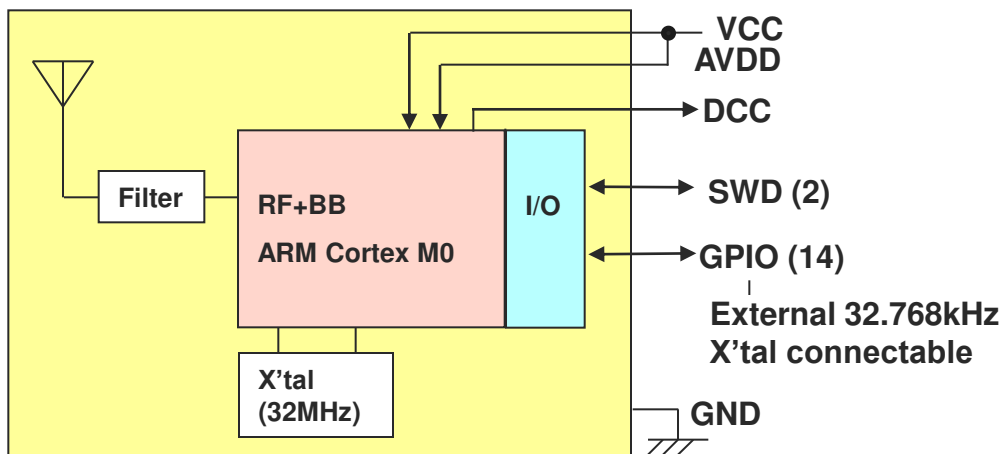 VCC
AVDD
DCC
Filter
RF+BB
ARM Cortex M0
I/O
SWD (2)
GPIO (14)
External 32.768kHz
X'tal connectable
X'tal
(32MHz)
GND